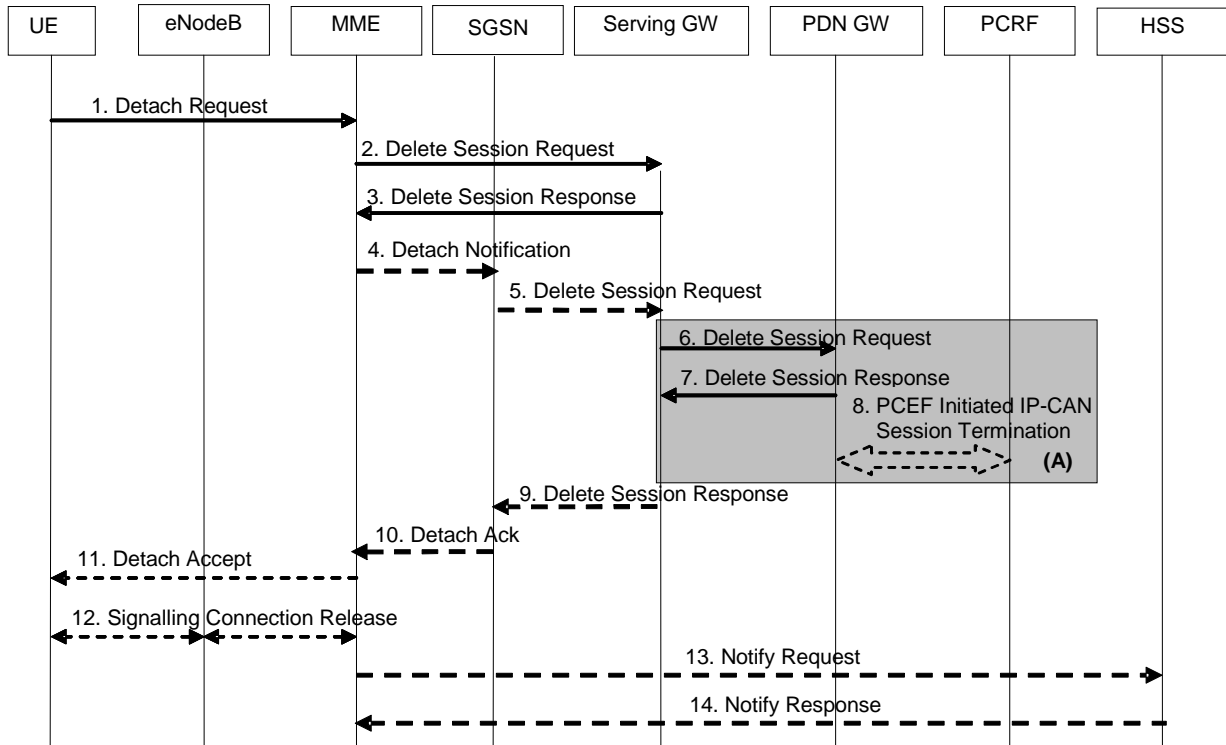 UE
eNodeB
MME
SGSN
Serving GW
PDN GW
PCRF
HSS
1. Detach Request
2. Delete Session Request
3. Delete Session Response
4. Detach Notification
5. Delete Session Request
6. Delete Session Request
7. Delete Session Response
8. PCEF Initiated IP-CAN
Session Termination
(A)
9. Delete Session Response
10. Detach Ack
11. Detach Accept
12. Signalling Connection Release
13. Notify Request
14. Notify Response